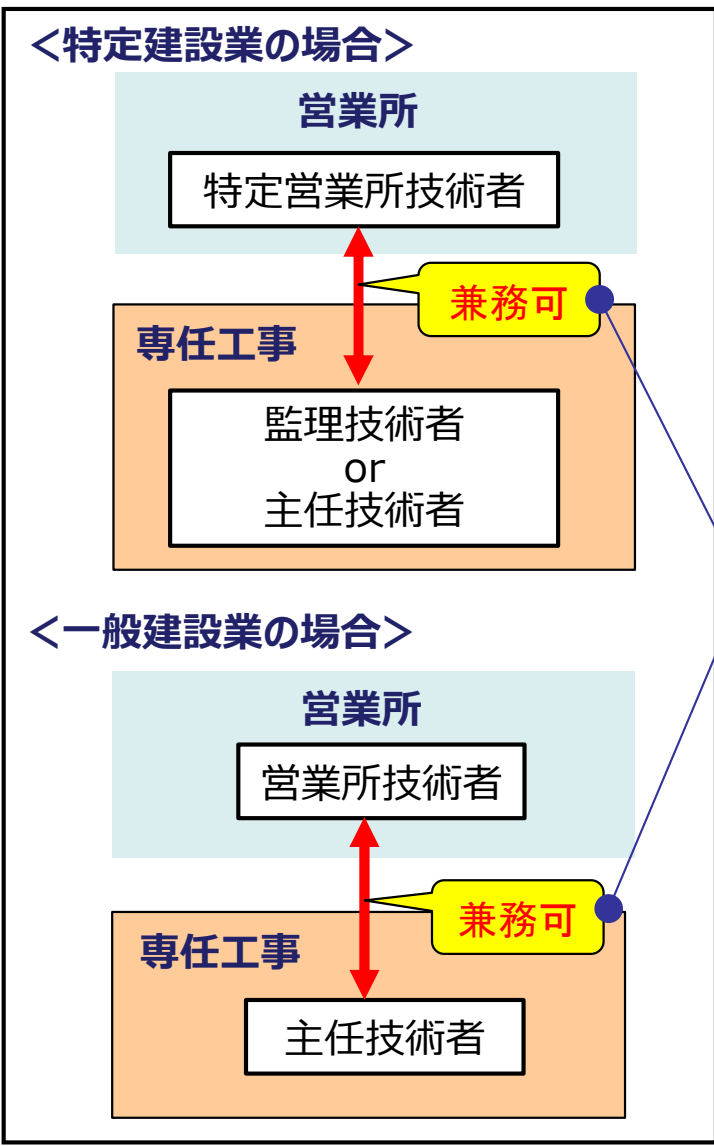 ＜特定建設業の場合＞
営業所
特定営業所技術者
兼務可
専任工事
監理技術者
or
主任技術者
＜一般建設業の場合＞
営業所
営業所技術者
兼務可
専任工事
主任技術者